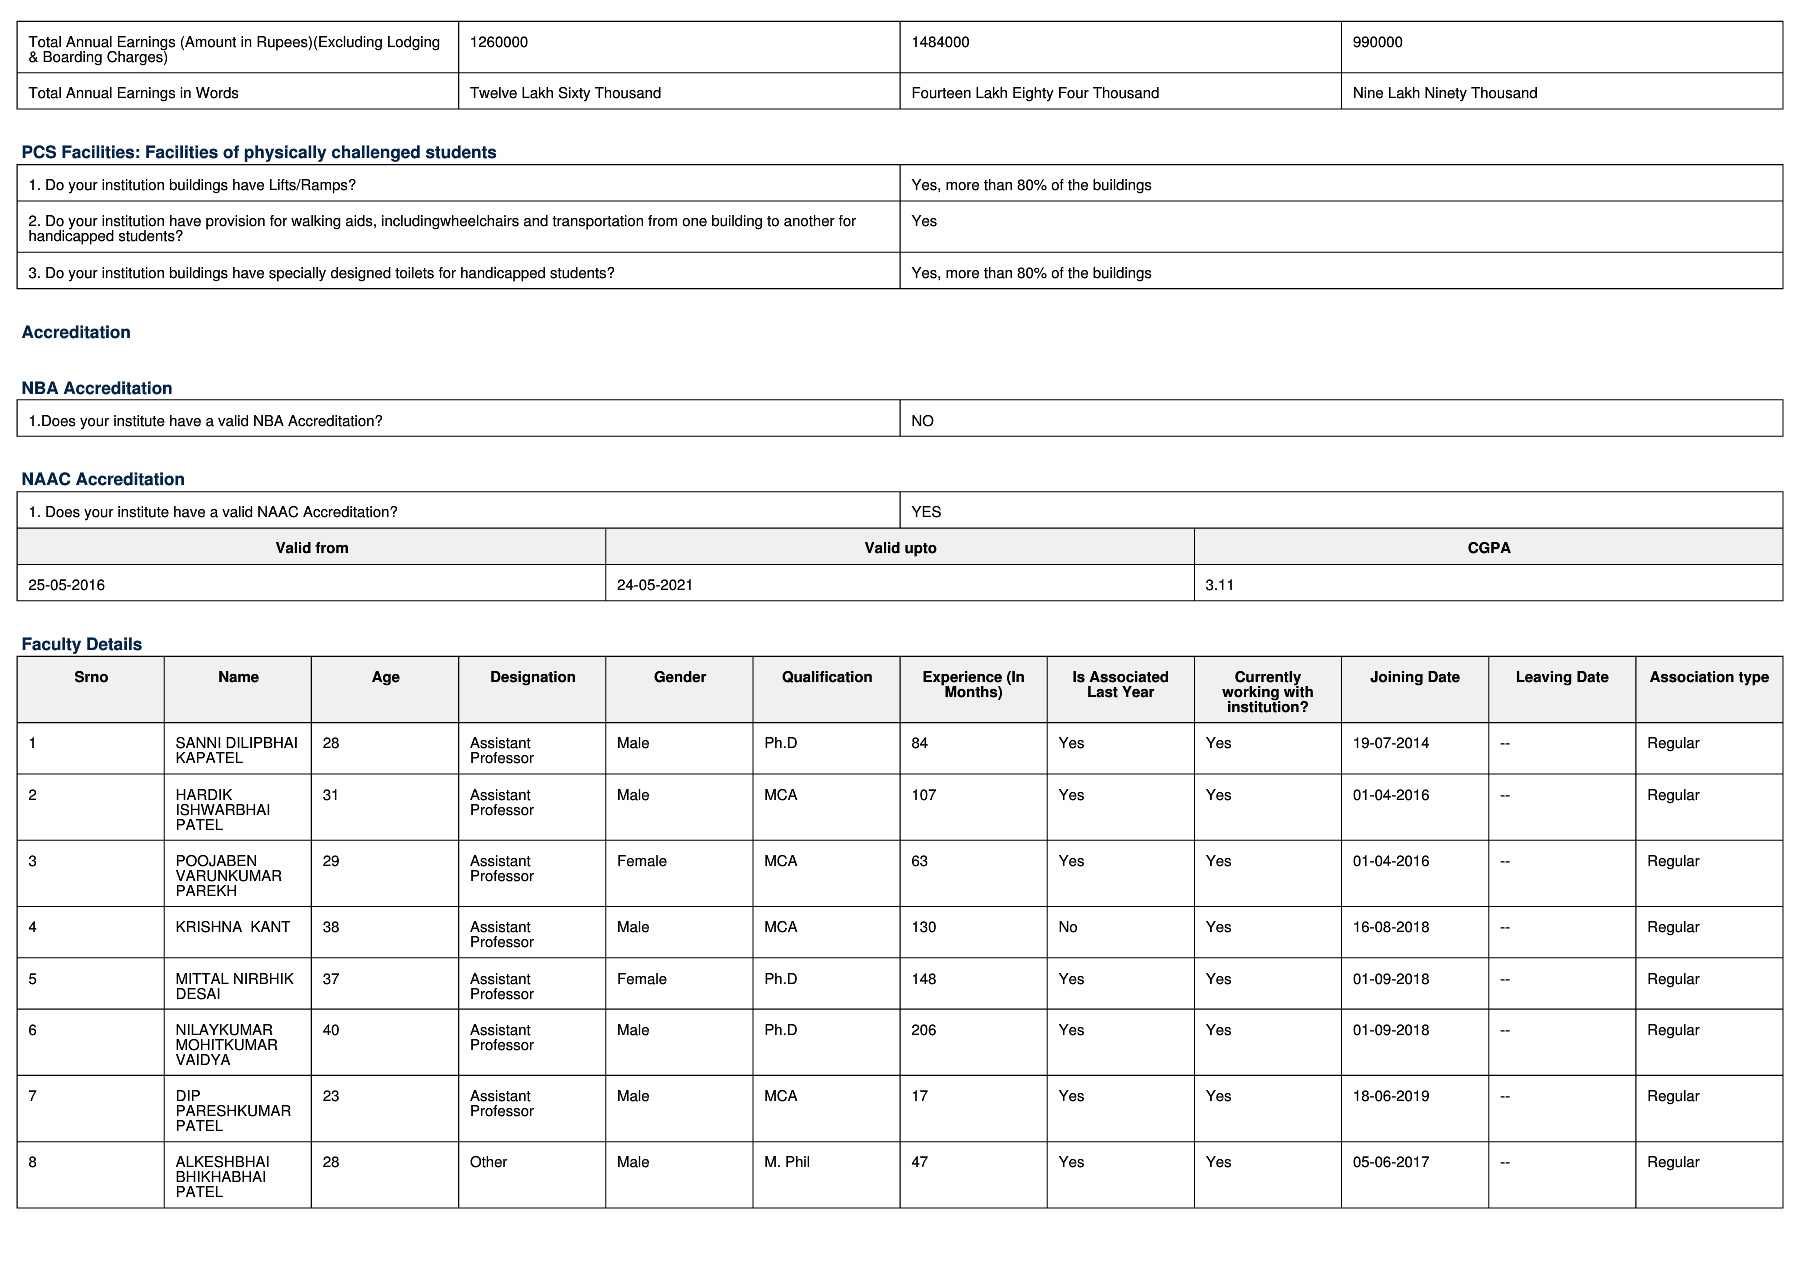 Total Annual Earnings (Amount in Rupees)(Excluding Lodging & Boarding Charges) 1260000 1484000 990000
Total Annual Earnings in Words Twelve Lakh Sixty Thousand Fourteen Lakh Eighty Four Thousand Nine Lakh Ninety Thousand
PCS Facilities: Facilities of physically challenged students
1. Do your institution buildings have Lifts/Ramps? Yes, more than 80% of the buildings
2. Do your institution have provision for walking aids, includingwheelchairs and transportation from one building to another for handicapped students? Yes
3. Do your institution buildings have specially designed toilets for handicapped students? Yes, more than 80% of the buildings
Accreditation
NBA Accreditation
1.Does your institute have a valid NBA Accreditation? NO
NAAC Accreditation
1. Does your institute have a valid NAAC Accreditation? YES
Valid from Valid upto CGPA
25-05-2016 24-05-2021 3.11
Faculty Details
Srno Name Age Designation Gender Qualification Experience (In Months) Is Associated Last Year Currently working with institution? Joining Date Leaving Date Association type
1 SANNI DILIPBHAI KAPATEL 28 Assistant Professor Male Ph.D 84 Yes Yes 19-07-2014 -- Regular
2 HARDIK ISHWARBHAI PATEL 31 Assistant Professor Male MCA 107 Yes Yes 01-04-2016 -- Regular
3 POOJABEN VARUNKUMAR PAREKH 29 Assistant Professor Female MCA 63 Yes Yes 01-04-2016 -- Regular
4 KRISHNA  KANT 38 Assistant Professor Male MCA 130 No Yes 16-08-2018 -- Regular
5 MITTAL NIRBHIK DESAI 37 Assistant Professor Female Ph.D 148 Yes Yes 01-09-2018 -- Regular
6 NILAYKUMAR MOHITKUMAR VAIDYA 40 Assistant Professor Male Ph.D 206 Yes Yes 01-09-2018 -- Regular
7 DIP PARESHKUMAR PATEL 23 Assistant Professor Male MCA 17 Yes Yes 18-06-2019 -- Regular
8 ALKESHBHAI BHIKHABHAI PATEL 28 Other Male M. Phil 47 Yes Yes 05-06-2017 -- Regular